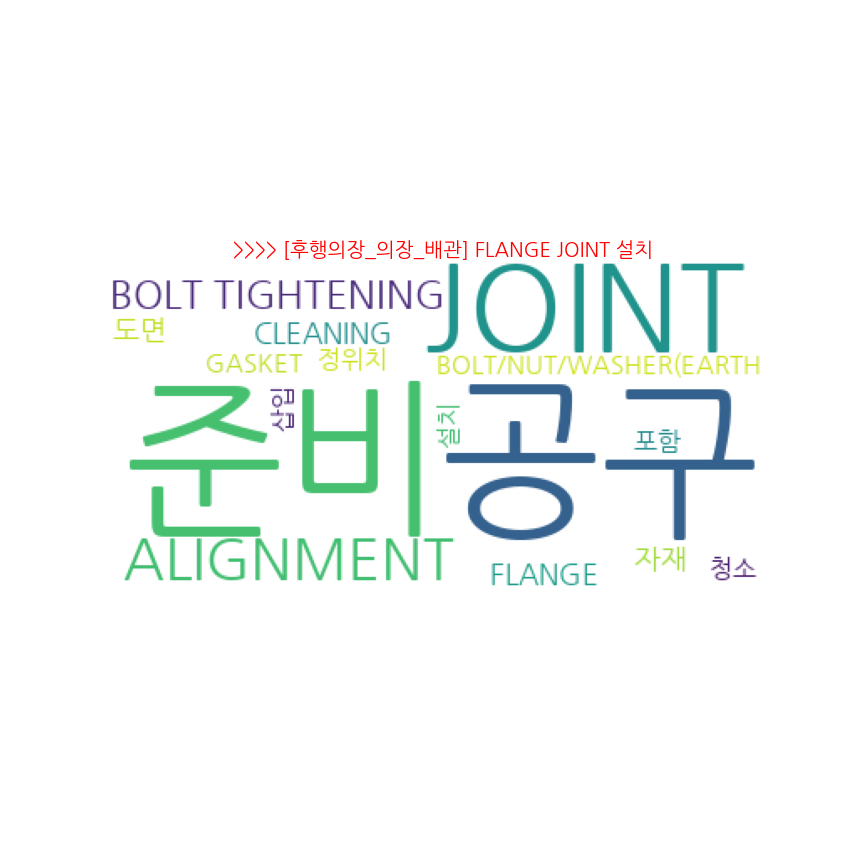 >>>> [후행의장_의장_배관] FLANGE JOINT 설치
BOLT TIGHTENING
JOINT
도면
CLEANING
GASKET
정위치
BOLT/NUT/WASHER(EARTH
준비
삽입
설치
공구
포함
ALIGNMENT
FLANGE
자재
청소